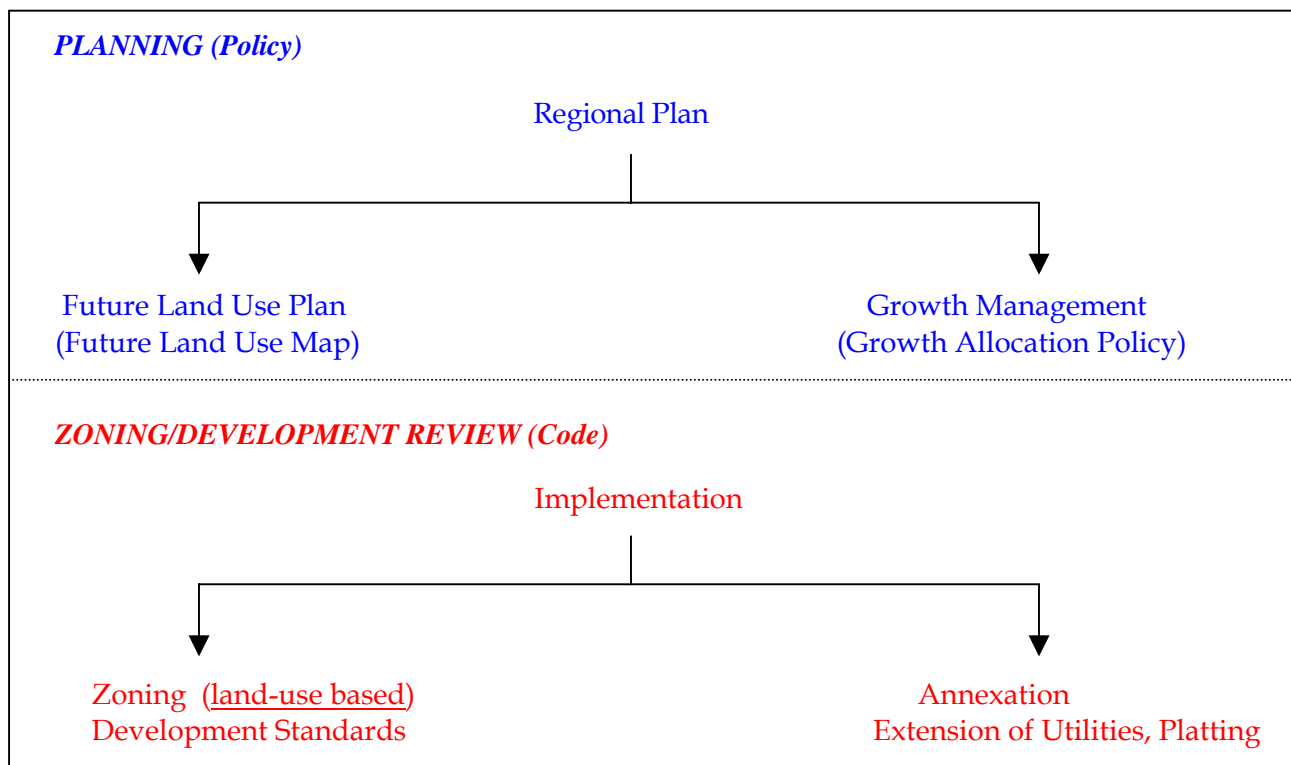 PLANNING (Policy)
Regional Plan
Future Land Use Plan
(Future Land Use Map)
Growth Management
(Growth Allocation Policy)
ZONING/DEVELOPMENT REVIEW (Code)
Implementation
Zoning (land-use based)
Development Standards
Annexation
Extension of Utilities, Platting